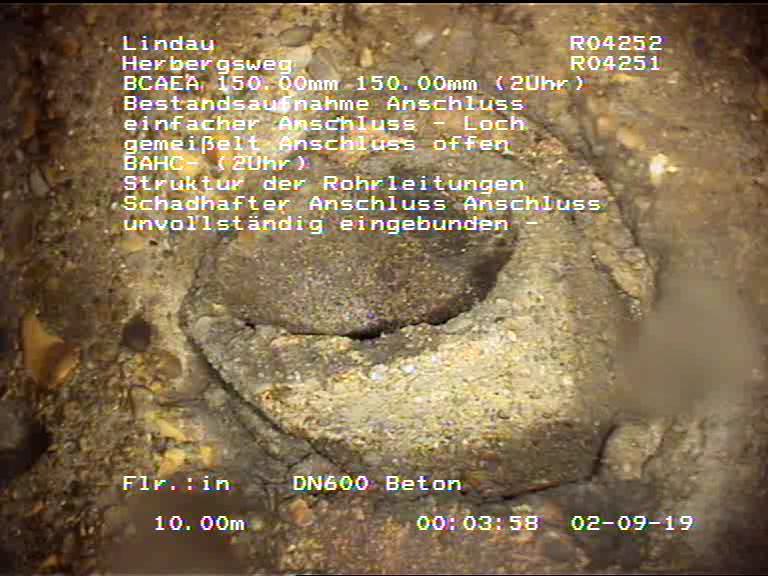 Lindau R04252
Herbergsweg R04251
BCAEA 150.00mm 150.00mm (2Uhr)
Bestandsaufnahme Anschluss
einfacher Anschluss - Loch
gemeißelt Anschluss offen
BAHC- (2Uhr)
Struktur der Rohrleitungen
Schadhafter Anschluss Anschluss
unvollständig eingebunden -
Flr.:in DN600 Beton
10.00m 00:03:58 02-09-19